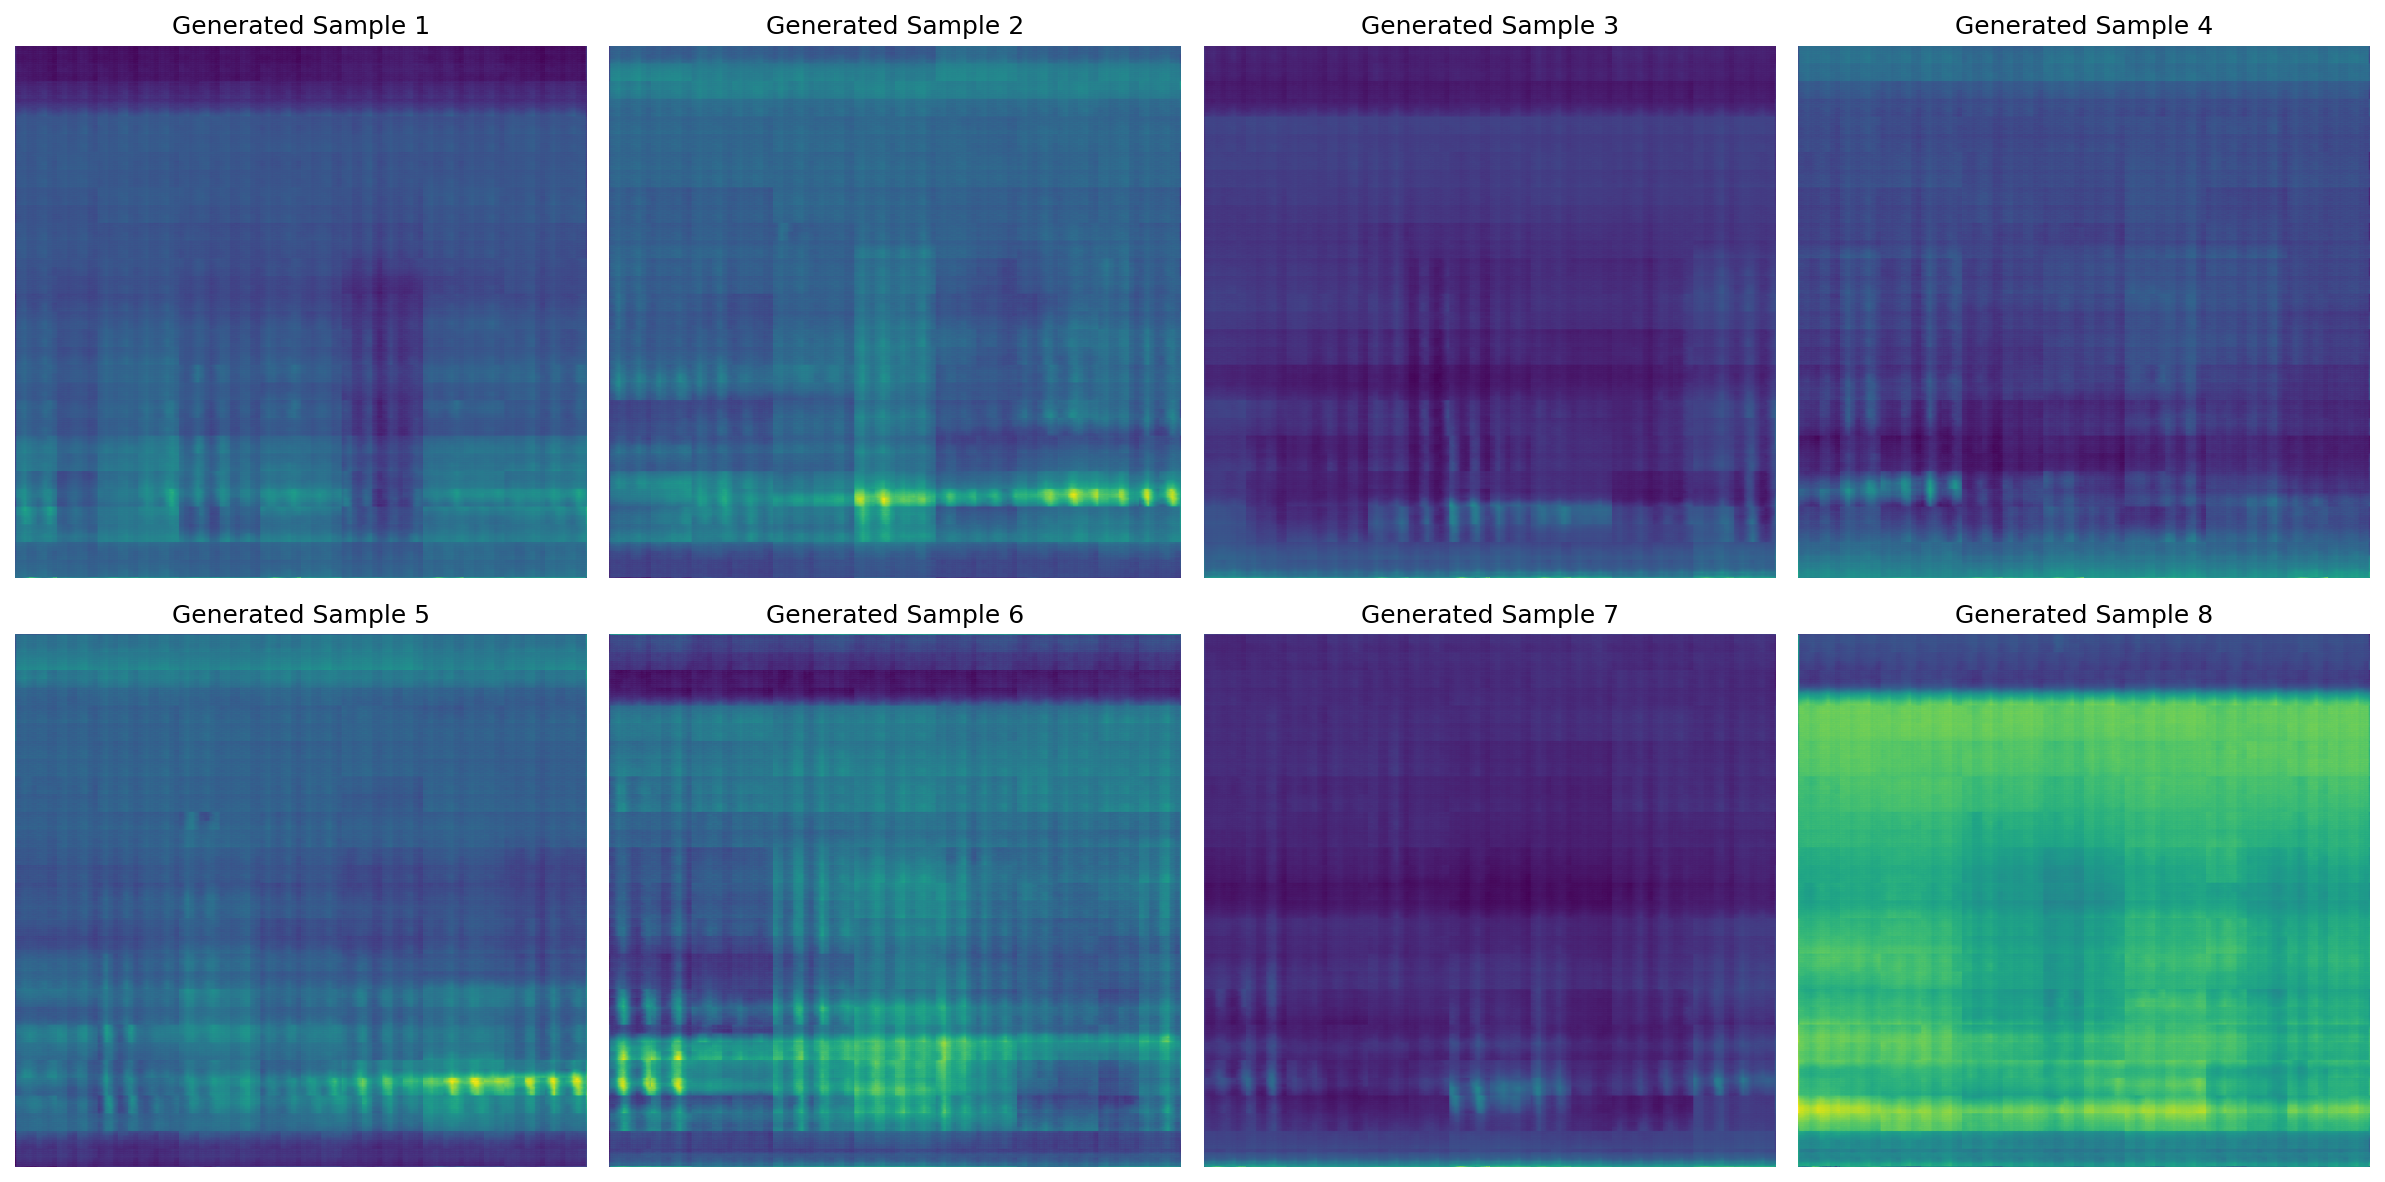 Generated Sample 1
Generated Sample 2
Generated Sample 3
Generated Sample 4
Generated Sample 5
Generated Sample 6
Generated Sample 7
Generated Sample 8